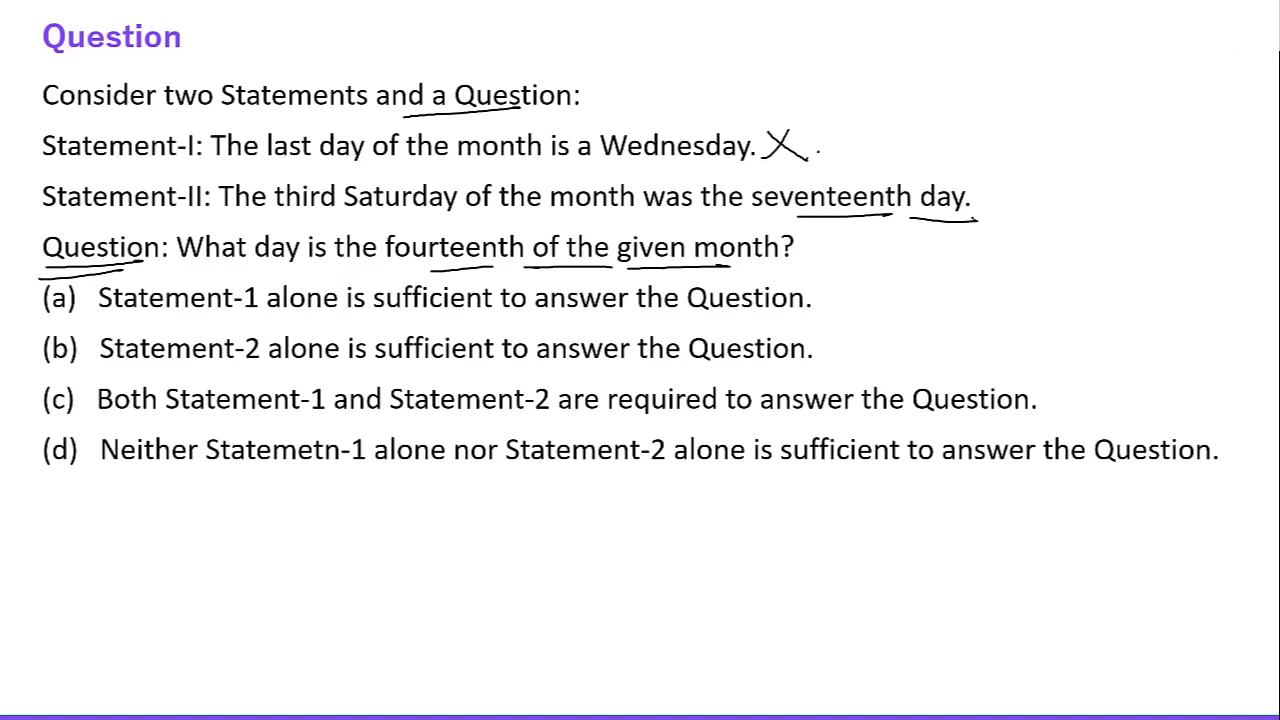 Question
Consider two Statements and a Question:
Statement-I: The last day of the month is a Wednesday.
Statement-II: The third Saturday of the month was the seventeenth day.
Question: What day is the fourteenth of the given month?
(a) Statement-1 alone is sufficient to answer the Question.
(b) Statement-2 alone is sufficient to answer the Question.
(c) Both Statement-1 and Statement-2 are required to answer the Question.
(d) Neither Statemetn-1 alone nor Statement-2 alone is sufficient to answer the Question.